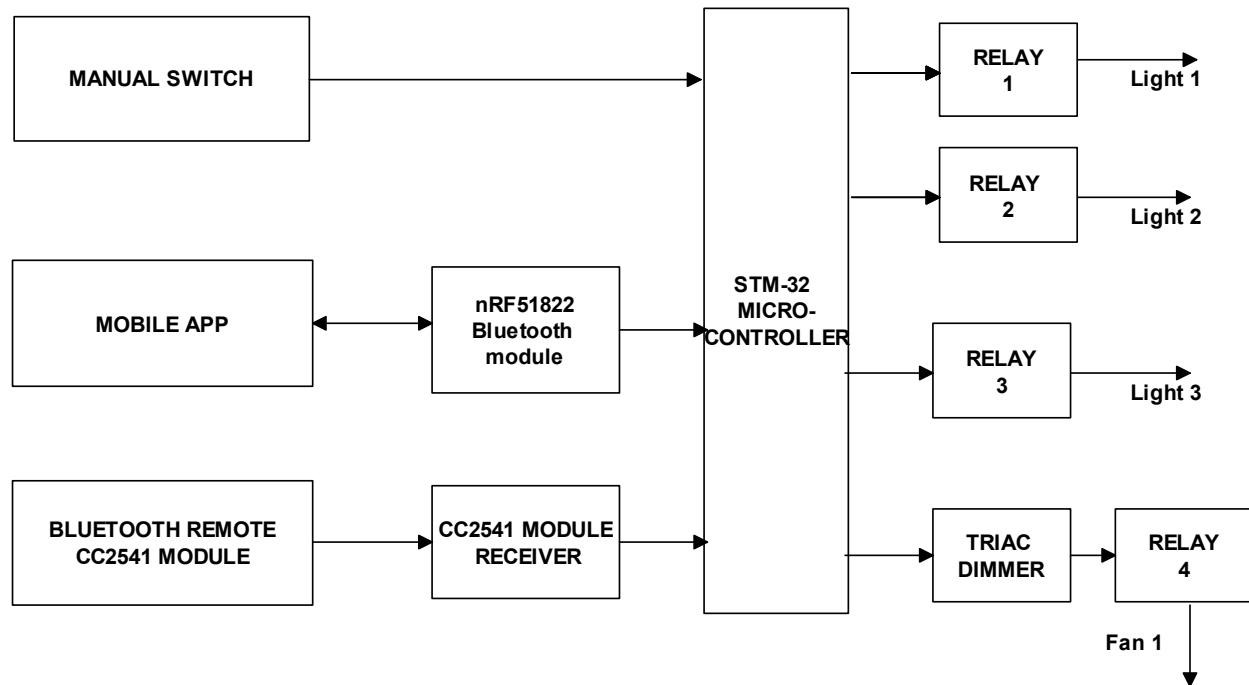 MANUAL SWITCH
MOBILE APP
nRF51822
Bluetooth
module
BLUETOOTH REMOTE
CC2541 MODULE
CC2541 MODULE
RECEIVER
STM-32
MICRO-
CONTROLLER
RELAY
1
Light 1
RELAY
2
Light 2
RELAY
3
Light 3
TRIAC
DIMMER
RELAY
4
Fan 1